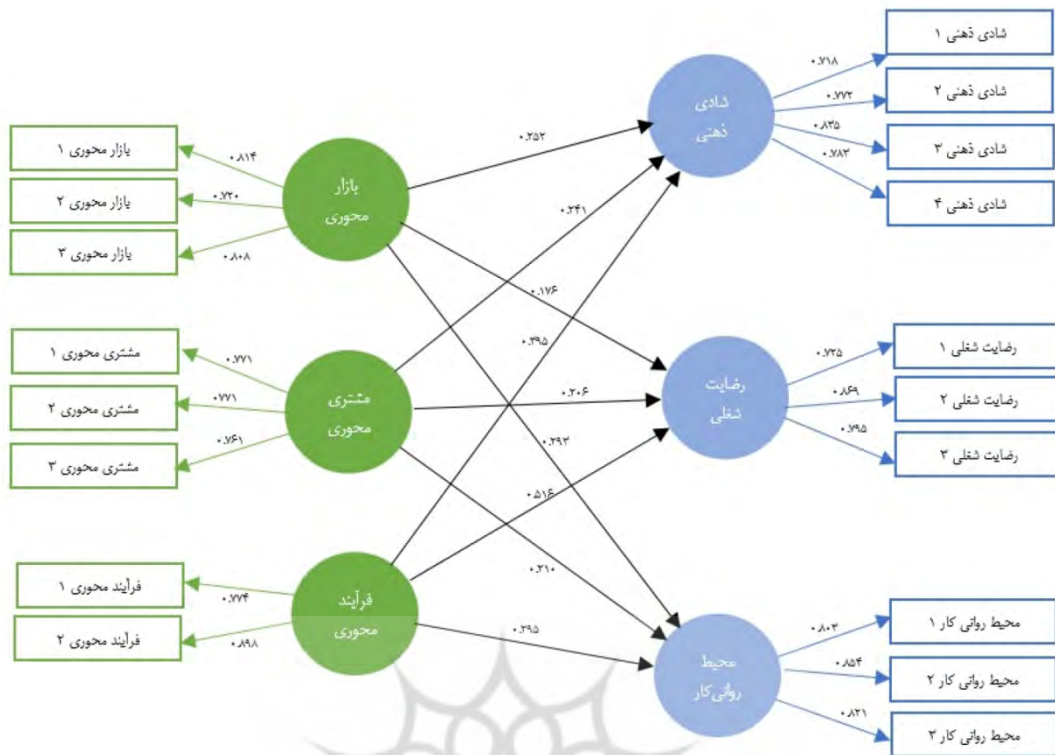 شادی ذهنی ۱
شادی ذهنی ۲
شادی ذهنی ۳
شادی ذهنی ۴
۰.۷۱۸
۰.۷۷۲
۰.۸۳۵
۰.۷۸۳
شادی
ذهنی
بازار
محوری
بازار محوری ۱
بازار محوری ۲
بازار محوری ۳
۰.۸۱۴
۰.۷۲۰
۰.۸۰۸
۰.۲۵۲
۰.۲۴۱
۰.۱۷۶
۰.۳۹۵
رضایت شغلی ۱
رضایت شغلی ۲
رضایت شغلی ۳
۰.۷۲۵
۰.۸۶۹
۰.۷۹۵
رضایت
شغلی
۰.۲۰۶
مشتری
محوری
مشتری محوری ۱
مشتری محوری ۲
مشتری محوری ۳
۰.۷۷۱
۰.۷۷۱
۰.۷۶۱
۰.۲۹۳
۰.۵۱۶
۰.۲۱۰
۰.۲۹۵
فرآیند
محوری
فرآیند محوری ۱
فرآیند محوری ۲
۰.۷۷۴
۰.۸۹۸
محیط
روانی‌کار
۰.۸۰۳
۰.۸۵۴
۰.۸۲۱
محیط روانی کار ۱
محیط روانی کار ۲
محیط روانی کار ۳